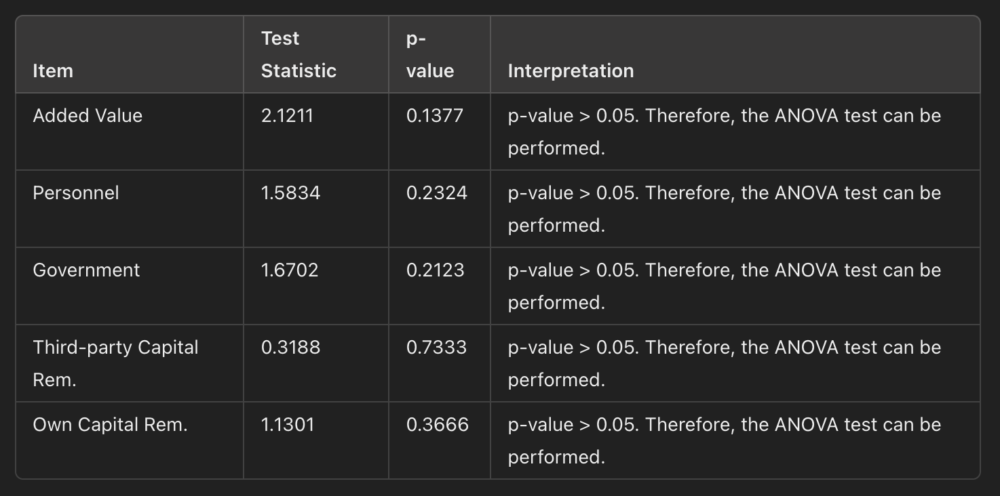 Test
p-
Item
Statistic
value
Interpretation
Added Value
2.1211
0.1377
p-value > 0.05. Therefore, the ANOVA test can be
performed.
Personnel
1.5834
0.2324
p-value > 0.05. Therefore, the ANOVA test can be
performed.
Government
1.6702
0.2123
p-value > 0.05. Therefore, the ANOVA test can be
performed.
Third-party Capital
Rem.
0.3188
0.7333
p-value > 0.05. Therefore, the ANOVA test can be
performed.
Own Capital Rem.
1.1301
0.3666
p-value > 0.05. Therefore, the ANOVA test can be
performed.